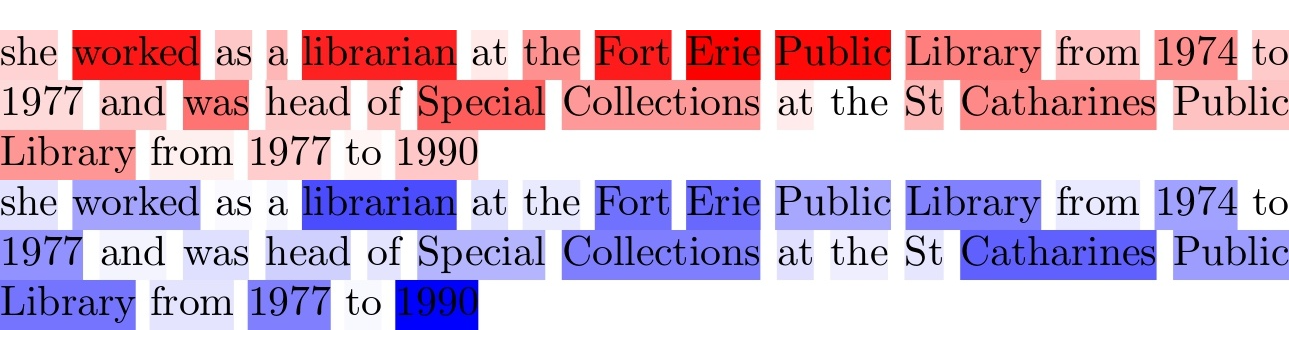 she worked as a librarian at the Fort Erie Public Library from 1974 to
1977 and was head of Special Collections at the St Catharines Public
Library from 1977 to 1990
she worked as a librarian at the Fort Erie Public Library from 1974 to
1977 and was head of Special Collections at the St Catharines Public
Library from 1977 to 1990